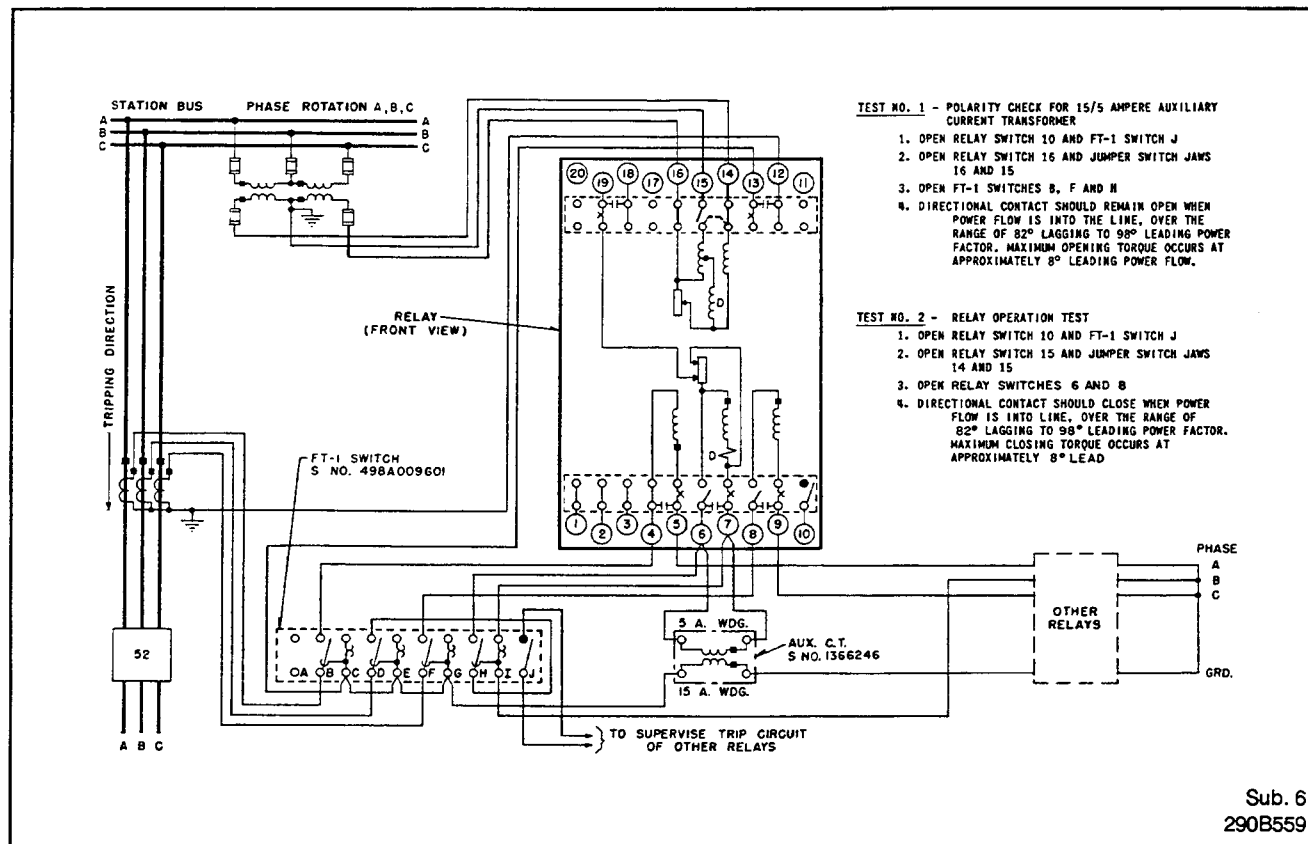 STATION BUS PHASE ROTATION A,B,C
A A
B B
C C
TRIPPING DIRECTION
RELAY
(FRONT VIEW)
20 19 18 17 16 15 14 13 12 11
D
D
1 2 3 4 5 6 7 8 9 10
FT-1 SWITCH
S NO. 498A009601
A B C D E F G H I J
52
A B C
5 A. WDG.
15 A. WDG.
AUX. C.T.
S NO. 1366246
TO SUPERVISE TRIP CIRCUIT
OF OTHER RELAYS
OTHER
RELAYS
PHASE
A
B
C
GRD.
TEST NO. 1 - POLARITY CHECK FOR 15/5 AMPERE AUXILIARY
CURRENT TRANSFORMER
1. OPEN RELAY SWITCH 10 AND FT-1 SWITCH J
2. OPEN RELAY SWITCH 16 AND JUMPER SWITCH JAWS
16 AND 15
3. OPEN FT-1 SWITCHES B, F AND H
4. DIRECTIONAL CONTACT SHOULD REMAIN OPEN WHEN
POWER FLOW IS INTO THE LINE, OVER THE
RANGE OF 82° LAGGING TO 98° LEADING POWER
FACTOR. MAXIMUM OPENING TORQUE OCCURS AT
APPROXIMATELY 8° LEADING POWER FLOW.
TEST NO. 2 - RELAY OPERATION TEST
1. OPEN RELAY SWITCH 10 AND FT-1 SWITCH J
2. OPEN RELAY SWITCH 15 AND JUMPER SWITCH JAWS
14 AND 15
3. OPEN RELAY SWITCHES 6 AND 8
4. DIRECTIONAL CONTACT SHOULD CLOSE WHEN POWER
FLOW IS INTO LINE, OVER THE RANGE OF
82° LAGGING TO 98° LEADING POWER FACTOR.
MAXIMUM CLOSING TORQUE OCCURS AT
APPROXIMATELY 8° LEAD
Sub. 6
290B559